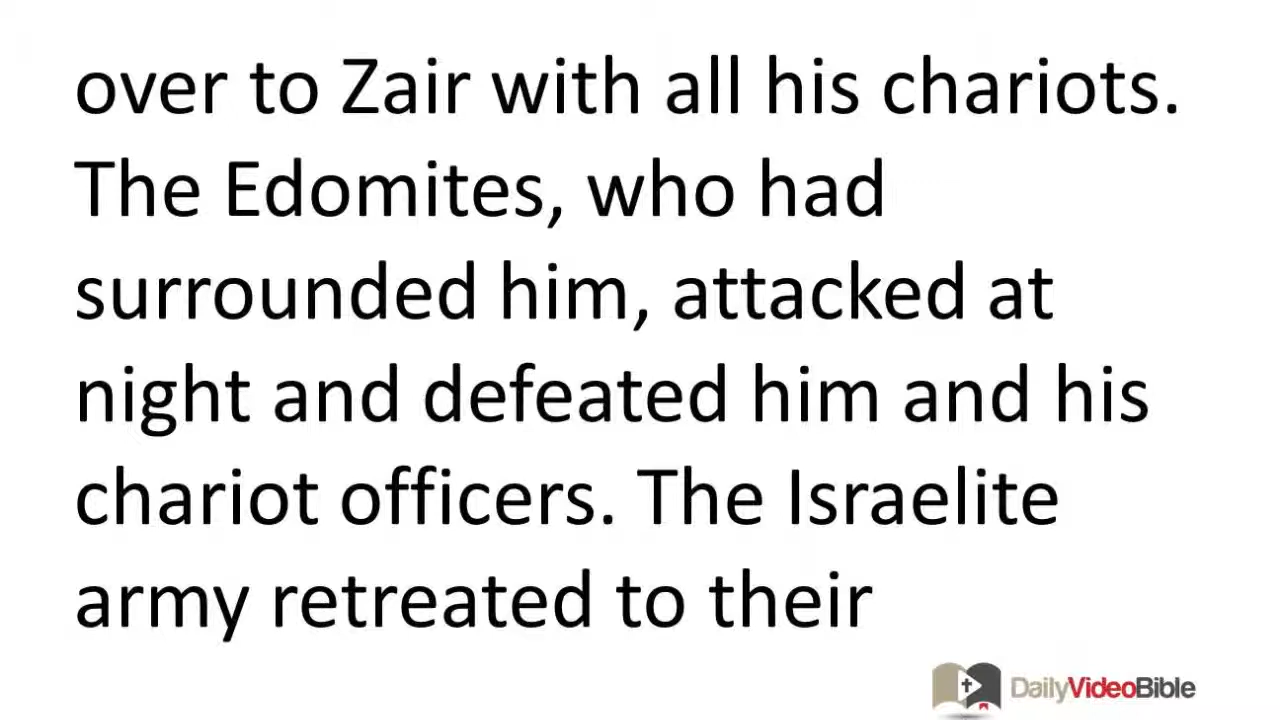 over to Zair with all his chariots.
The Edomites, who had
surrounded him, attacked at
night and defeated him and his
chariot officers. The Israelite
army retreated to their
DailyVideoBible